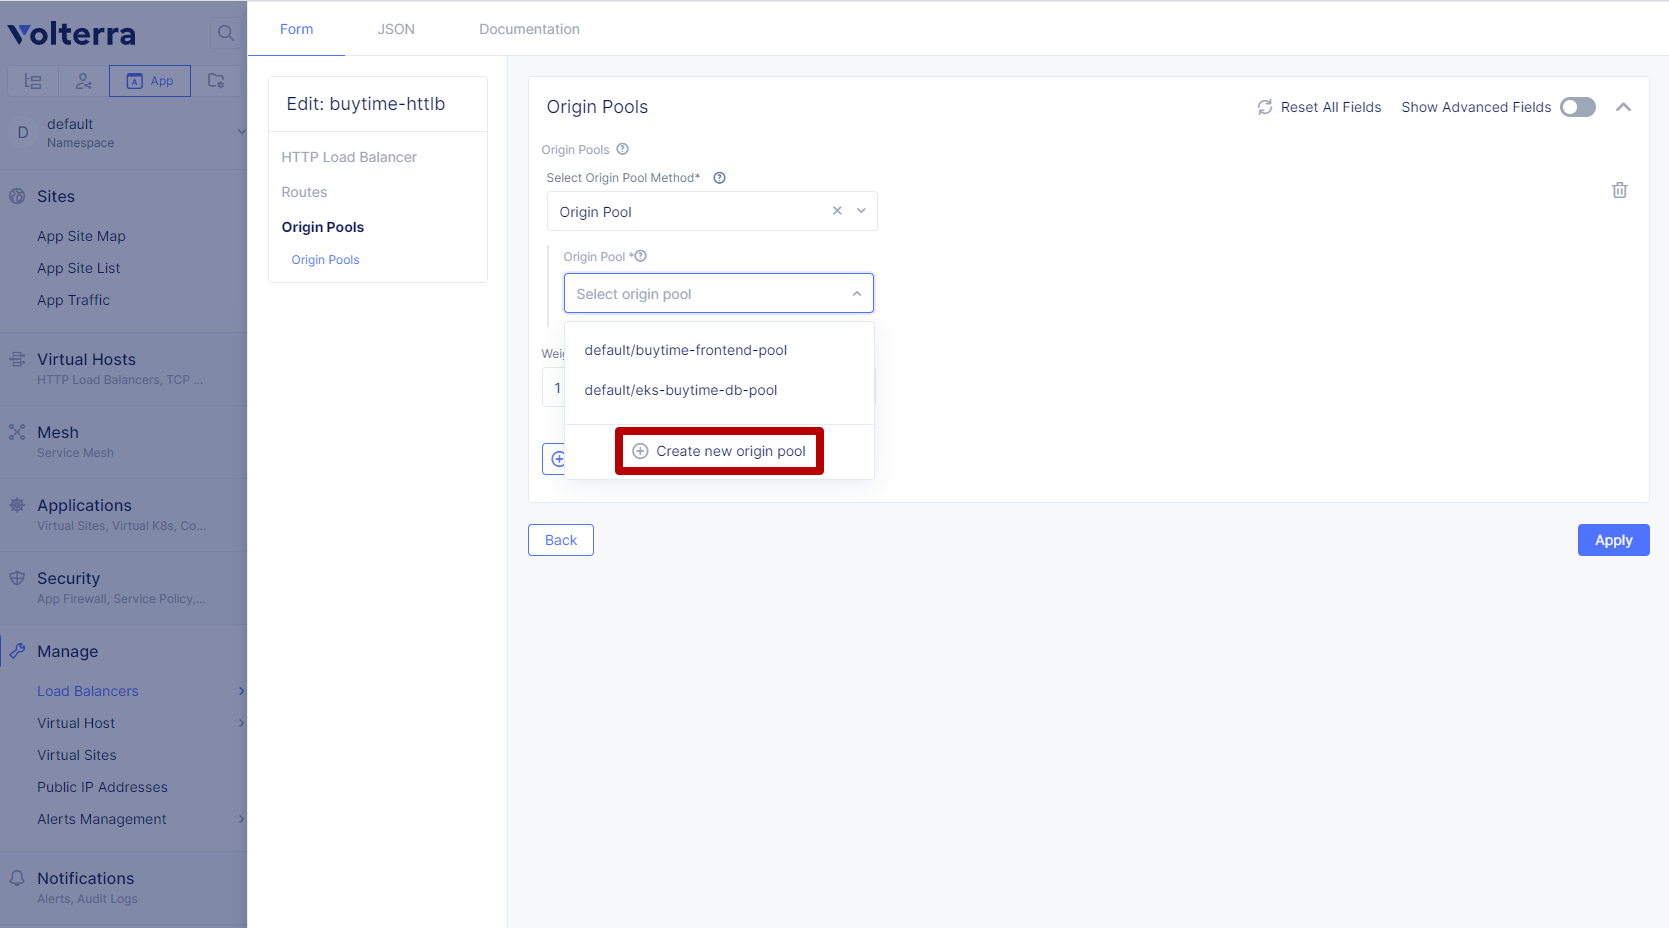 Volterra
App
D
default
Namespace
Sites
App Site Map
App Site List
App Traffic
Virtual Hosts
HTTP Load Balancers, TCP ...
Mesh
Service Mesh
Applications
Virtual Sites, Virtual K8s, Co...
Security
App Firewall, Service Policy,...
Manage
Load Balancers
Virtual Host
Virtual Sites
Public IP Addresses
Alerts Management
Notifications
Alerts, Audit Logs
Form JSON Documentation
Edit: buytime-httlb
HTTP Load Balancer
Routes
Origin Pools
Origin Pools
Origin Pools
Reset All Fields Show Advanced Fields
Origin Pools
Select Origin Pool Method*
Origin Pool
Origin Pool *
Select origin pool
default/buytime-frontend-pool
default/eks-buytime-db-pool
Create new origin pool
1
Back Apply